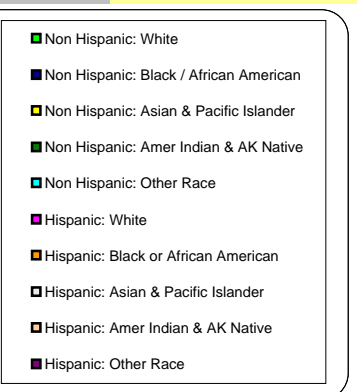 Non Hispanic: White
Non Hispanic: Black / African American
Non Hispanic: Asian & Pacific Islander
Non Hispanic: Amer Indian & AK Native
Non Hispanic: Other Race
Hispanic: White
Hispanic: Black or African American
Hispanic: Asian & Pacific Islander
Hispanic: Amer Indian & AK Native
Hispanic: Other Race